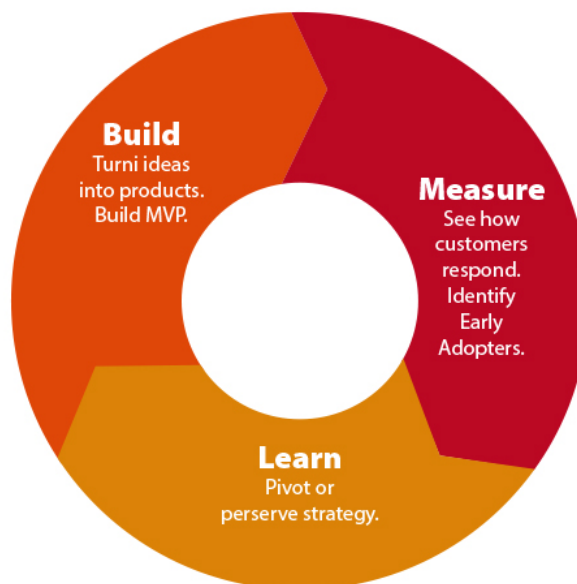 Build
Turni ideas
into products.
Build MVP.
Measure
See how
customers
respond.
Identify
Early
Adopters.
Learn
Pivot or
perserve strategy.